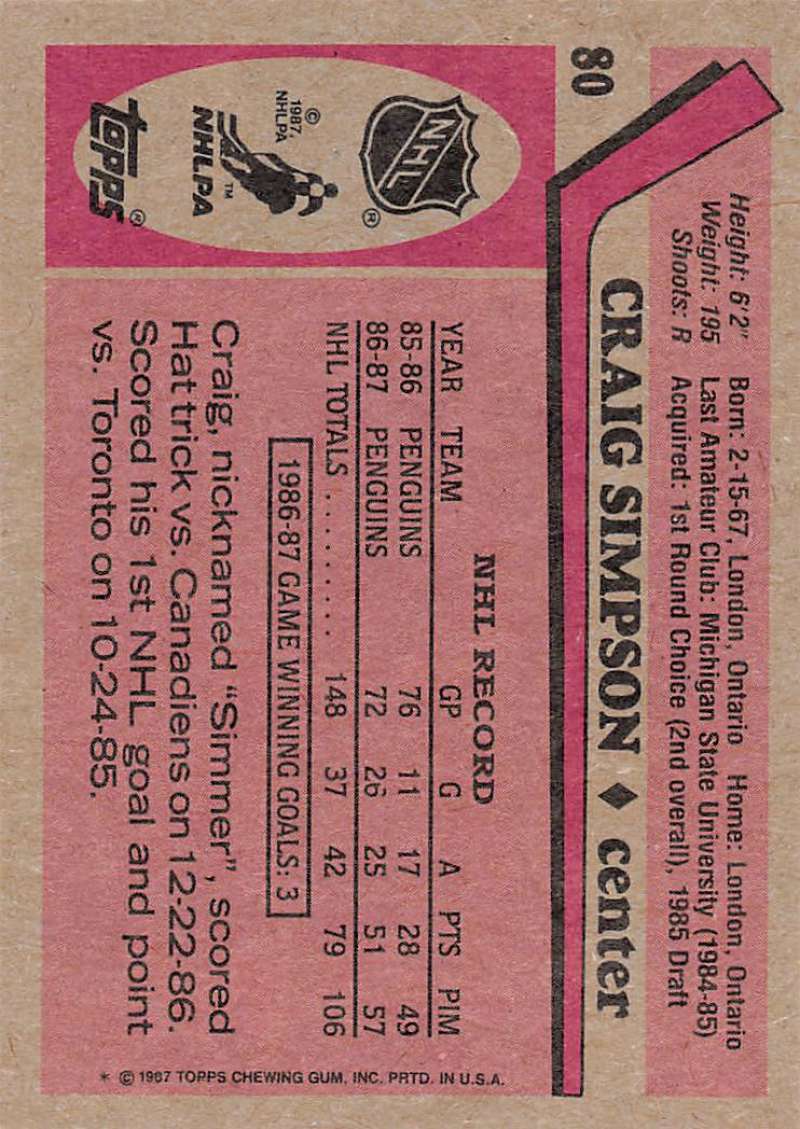 80
Height: 6'2" Born: 2-15-67, London, Ontario Home: London, Ontario
Weight: 195 Last Amateur Club: Michigan State University (1984-85)
Shoots: R Acquired: 1st Round Choice (2nd overall), 1985 Draft
CRAIG SIMPSON ♦ center
NHL
®
© 1987, NHLPA
NHLPA
TM
TOPPS®
NHL RECORD
YEAR TEAM GP G A PTS PIM
85-86 PENGUINS 76 11 17 28 49
86-87 PENGUINS 72 26 25 51 57
NHL TOTALS .......... 148 37 42 79 106
1986-87 GAME WINNING GOALS: 3
Craig, nicknamed "Simmer", scored
Hat trick vs. Canadiens on 12-22-86.
Scored his 1st NHL goal and point
vs. Toronto on 10-24-85.
* © 1987 TOPPS CHEWING GUM, INC. PRTD. IN U.S.A.